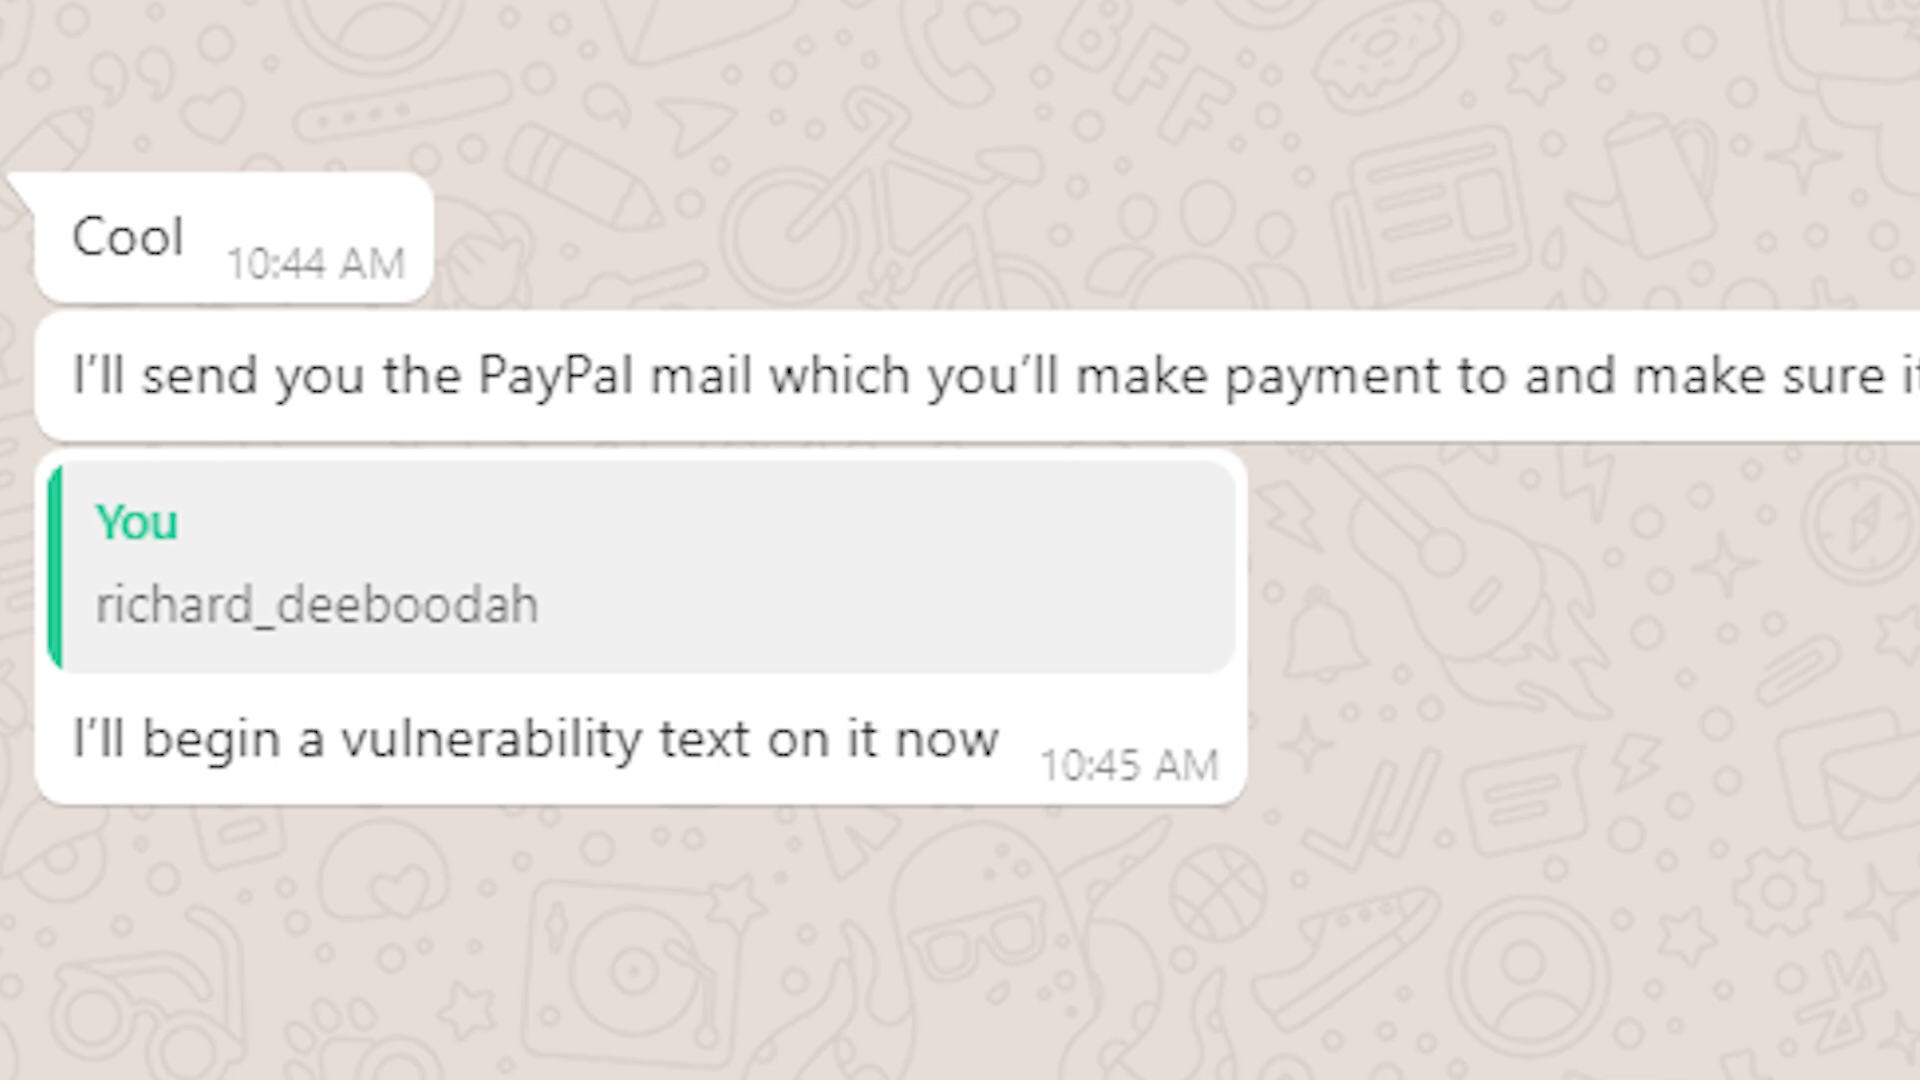 Cool
10:44 AM
I’ll send you the PayPal mail which you’ll make payment to and make sure
You
richard_deeboodah
I’ll begin a vulnerability text on it now
10:45 AM